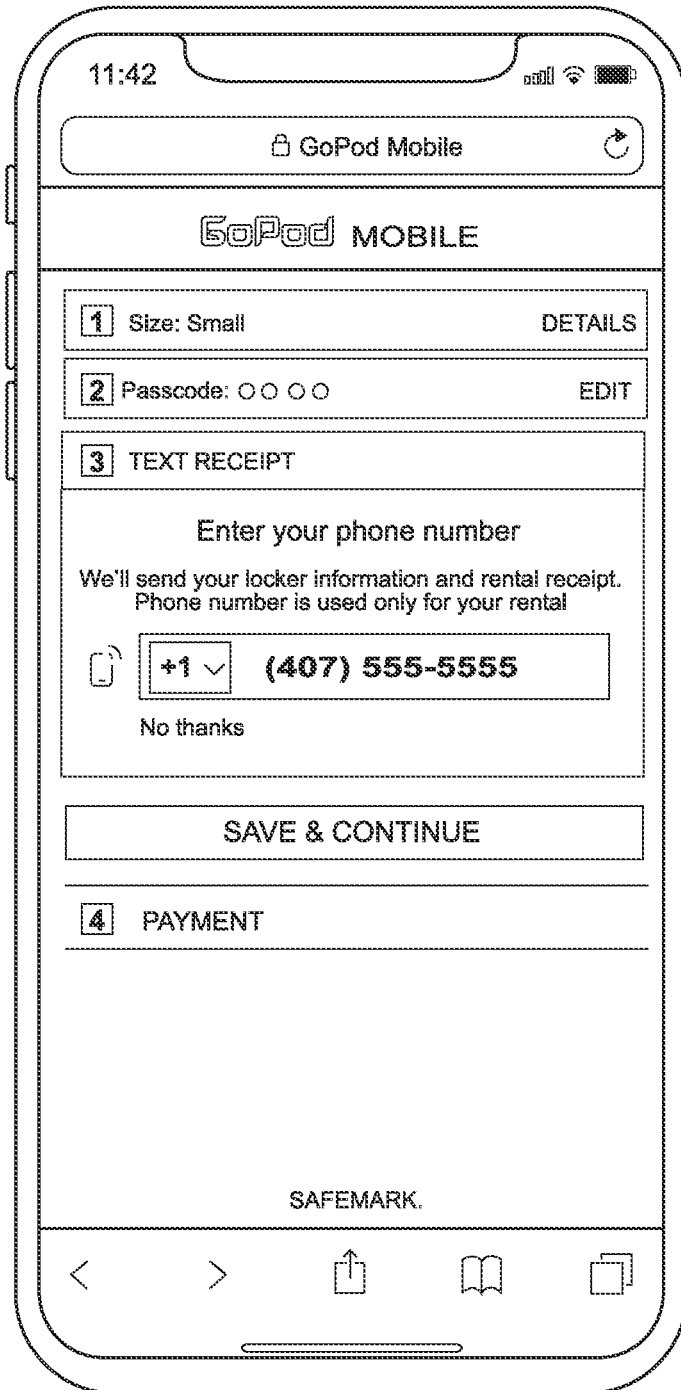 11:42
GoPod Mobile
GoPod MOBILE
1 Size: Small DETAILS
2 Passcode: ○○○○ EDIT
3 TEXT RECEIPT
Enter your phone number
We'll send your locker information and rental receipt.
Phone number is used only for your rental
+1 (407) 555-5555
No thanks
SAVE & CONTINUE
4 PAYMENT
SAFEMARK.